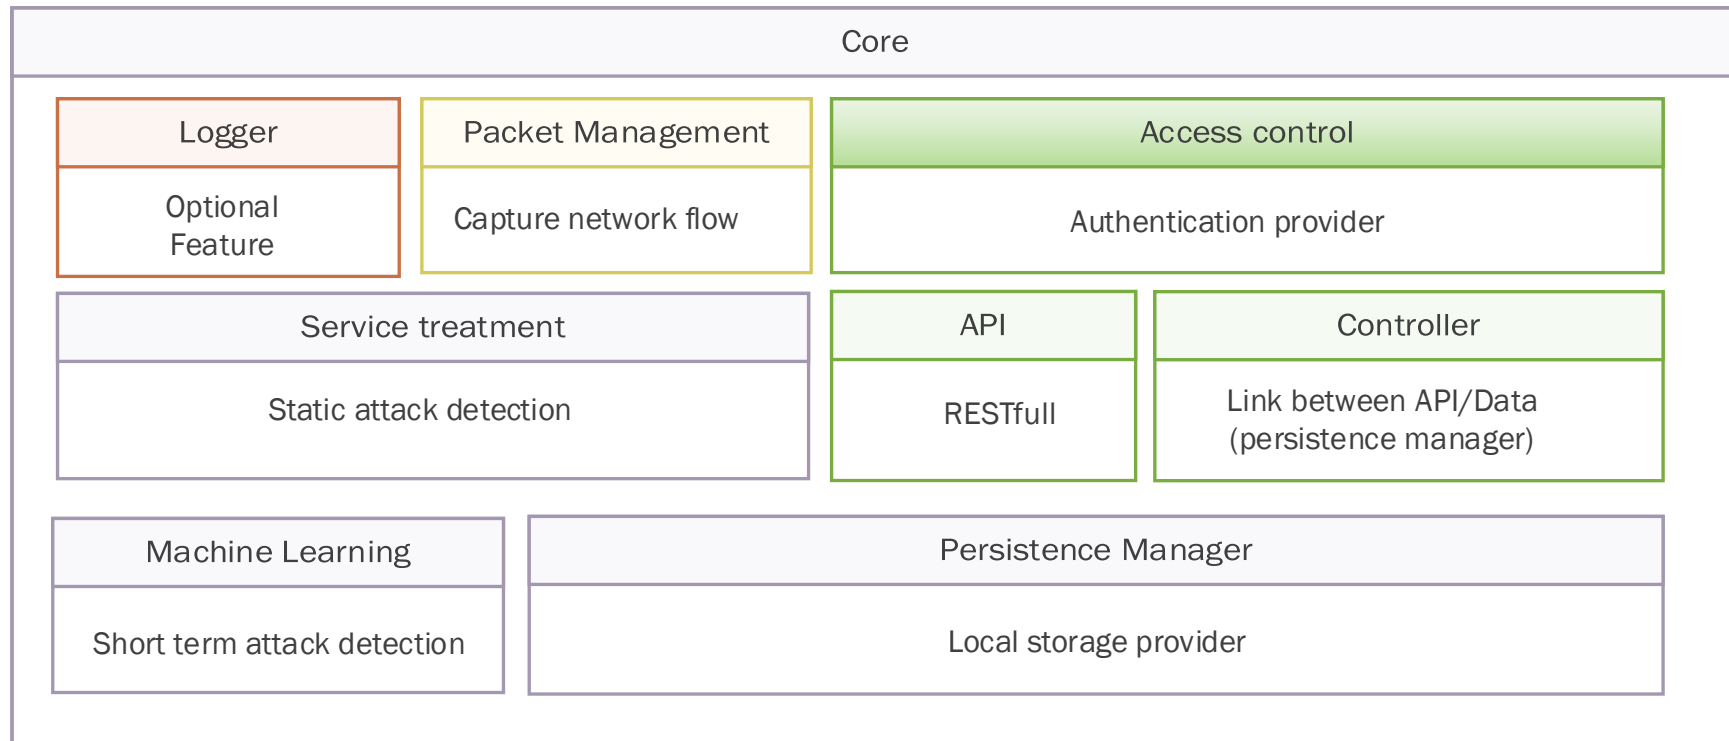 Core
Logger
Optional
Feature
Packet Management
Capture network flow
Access control
Authentication provider
Service treatment
Static attack detection
API
RESTfull
Controller
Link between API/Data
(persistence manager)
Machine Learning
Short term attack detection
Persistence Manager
Local storage provider